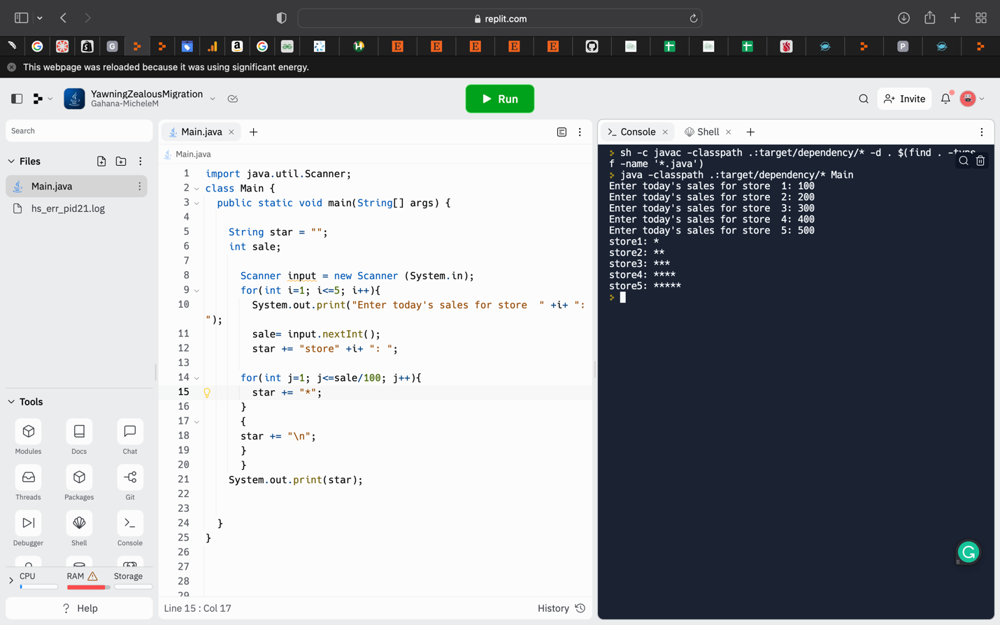 replit.com
This webpage was reloaded because it was using significant energy.
YawningZealousMigration
Gahana-MicheleM
Run
Invite
Search
Files
Main.java
hs_err_pid21.log
Tools
Modules
Docs
Chat
Threads
Packages
Git
Debugger
Shell
Console
CPU
RAM
Storage
? Help
Main.java
Main.java
1 import java.util.Scanner;
2 class Main {
3 public static void main(String[] args) {
4
5 String star = "";
6 int sale;
7
8 Scanner input = new Scanner (System.in);
9 for(int i=1; i<=5; i++){
10 System.out.print("Enter today's sales for store  " +i+ ":
");
11 sale= input.nextInt();
12 star += "store" +i+ ": ";
13
14 for(int j=1; j<=sale/100; j++){
15 star += "*";
16 }
17 {
18 star += "\n";
19 }
20 }
21 System.out.print(star);
22
23
24 }
25 }
26
27
28
29
Line 15 : Col 17
History
>_ Console
Shell
sh -c javac -classpath .:target/dependency/* -d . $(find . -type
f -name '*.java')
java -classpath .:target/dependency/* Main
Enter today's sales for store  1: 100
Enter today's sales for store  2: 200
Enter today's sales for store  3: 300
Enter today's sales for store  4: 400
Enter today's sales for store  5: 500
store1: *
store2: **
store3: ***
store4: ****
store5: *****